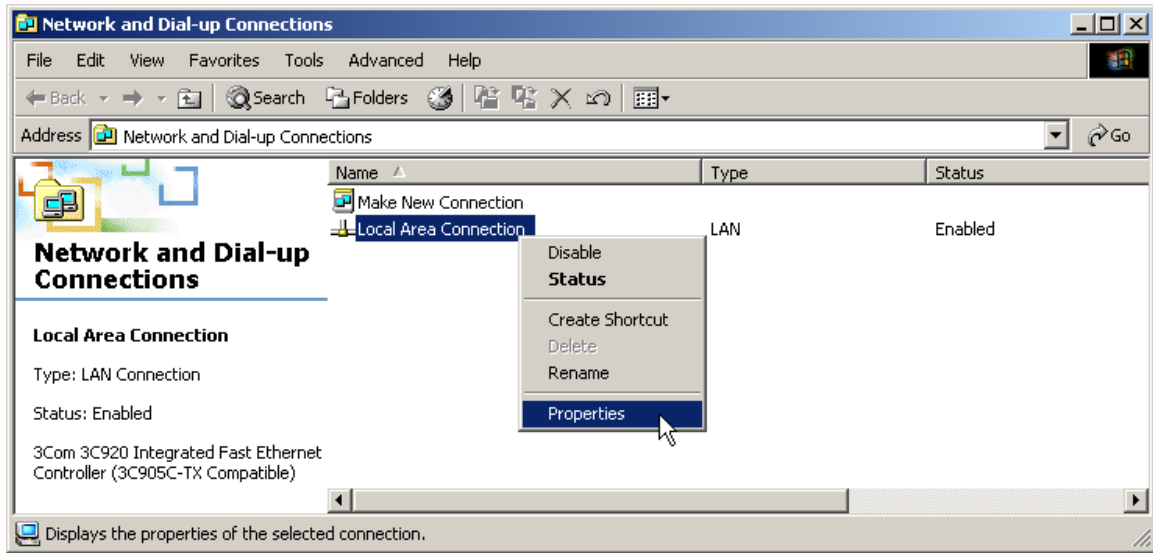 Network and Dial-up Connections
File Edit View Favorites Tools Advanced Help
Back Search Folders
Address Network and Dial-up Connections Go
Name Type Status
Make New Connection
Local Area Connection LAN Enabled
Disable
Status
Create Shortcut
Delete
Rename
Properties
Network and Dial-up
Connections
Local Area Connection
Type: LAN Connection
Status: Enabled
3Com 3C920 Integrated Fast Ethernet
Controller (3C905C-TX Compatible)
Displays the properties of the selected connection.